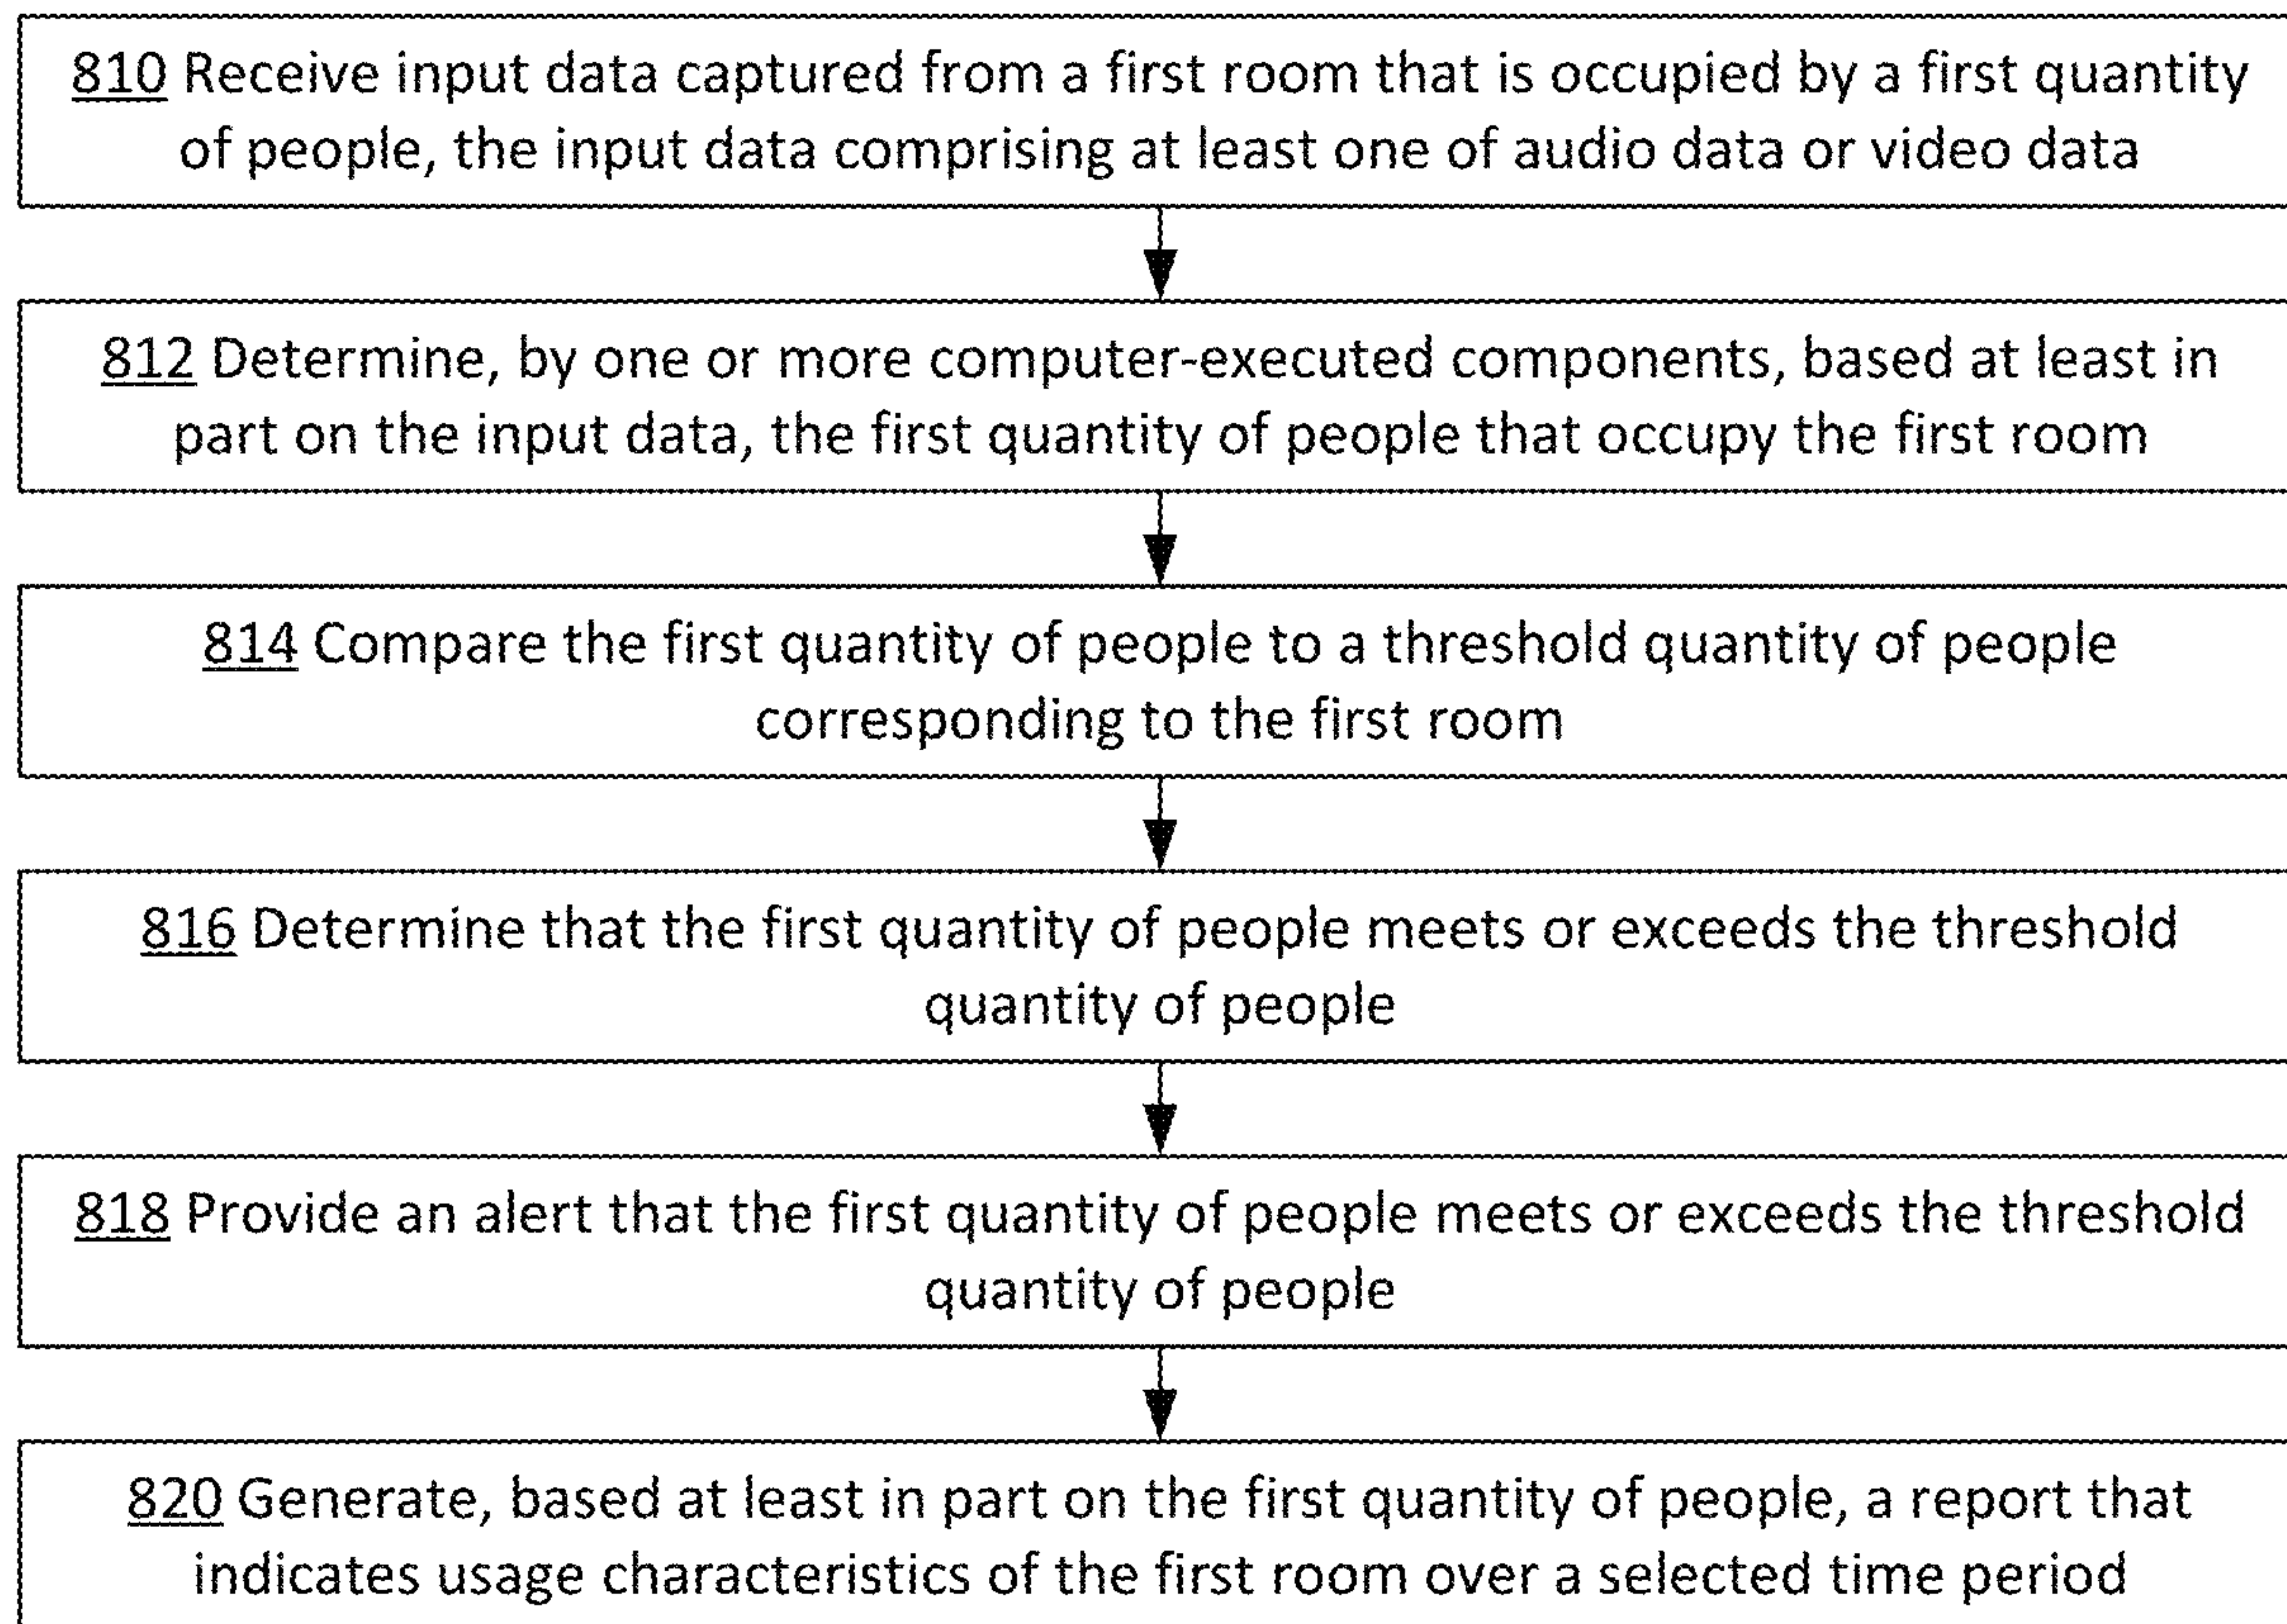 810 Receive input data captured from a first room that is occupied by a first quantity
of people, the input data comprising at least one of audio data or video data
812 Determine, by one or more computer-executed components, based at least in
part on the input data, the first quantity of people that occupy the first room
814 Compare the first quantity of people to a threshold quantity of people
corresponding to the first room
816 Determine that the first quantity of people meets or exceeds the threshold
quantity of people
818 Provide an alert that the first quantity of people meets or exceeds the threshold
quantity of people
820 Generate, based at least in part on the first quantity of people, a report that
indicates usage characteristics of the first room over a selected time period